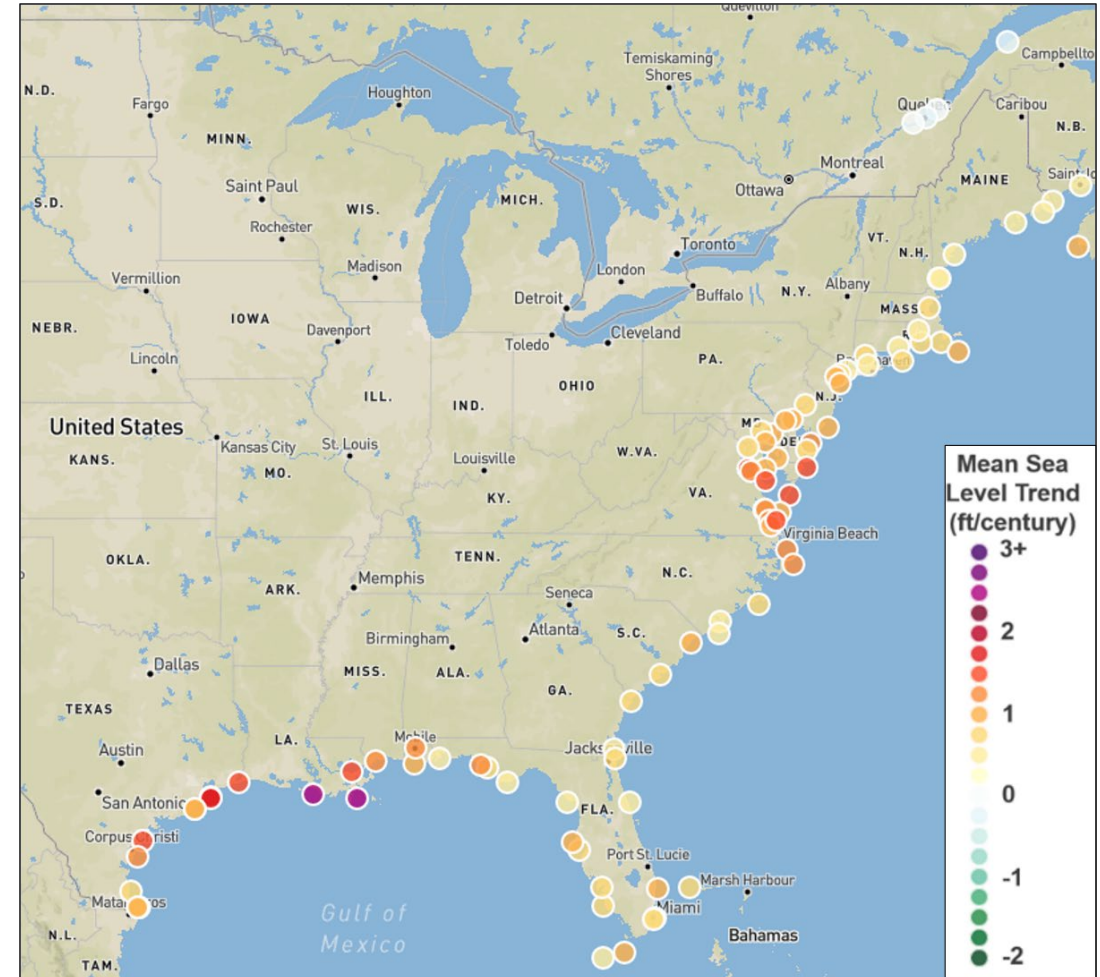 Quévillon
Temiskaming
Shores
Campbellto
N.D.
Fargo
Houghton
Caribou
N.B.
MINN.
Montreal
Ottawa
MAINE
Saint Paul
MICH.
S.D.
WIS.
Rochester
VT.
Toronto
N.H.
Vermillion
Madison
London
Buffalo
N.Y.
Albany
Detroit
MASS
NEBR.
IOWA
Davenport
Toledo
Cleveland
Lincoln
PA.
OHIO
ILL.
IND.
N.J.
United States
Kansas City
St. Louis
W.VA.
DE
KANS.
MO.
Louisville
KY.
VA.
Mean Sea
Level Trend
(ft/century)
Virginia Beach
3+
OKLA.
TENN.
N.C.
ARK.
Memphis
Seneca
2
Birmingham
Atlanta
S.C.
Dallas
MISS.
ALA.
GA.
TEXAS
1
LA.
Mobile
Austin
Jacksonville
0
San Antonio
FLA.
Corpus Christi
Port St. Lucie
-1
Marsh Harbour
Miami
Gulf of
Mexico
Bahamas
N.L.
TAM.
-2